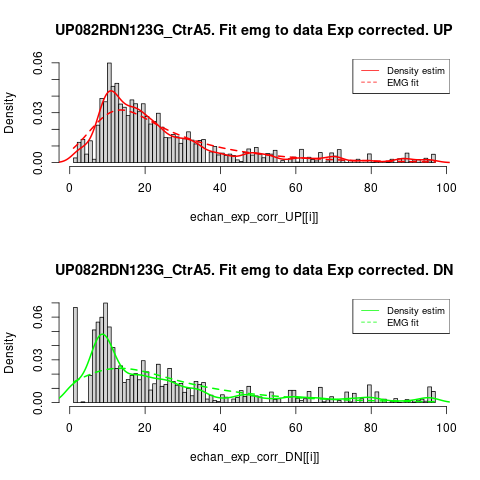 UP082RDN123G_CtrA5. Fit emg to data Exp corrected. UP
Density estim
EMG fit
Density
0.00
0.03
0.06
0
20
40
60
80
100
echan_exp_corr_UP[[i]]
UP082RDN123G_CtrA5. Fit emg to data Exp corrected. DN
Density estim
EMG fit
Density
0.00
0.03
0.06
0
20
40
60
80
100
echan_exp_corr_DN[[i]]